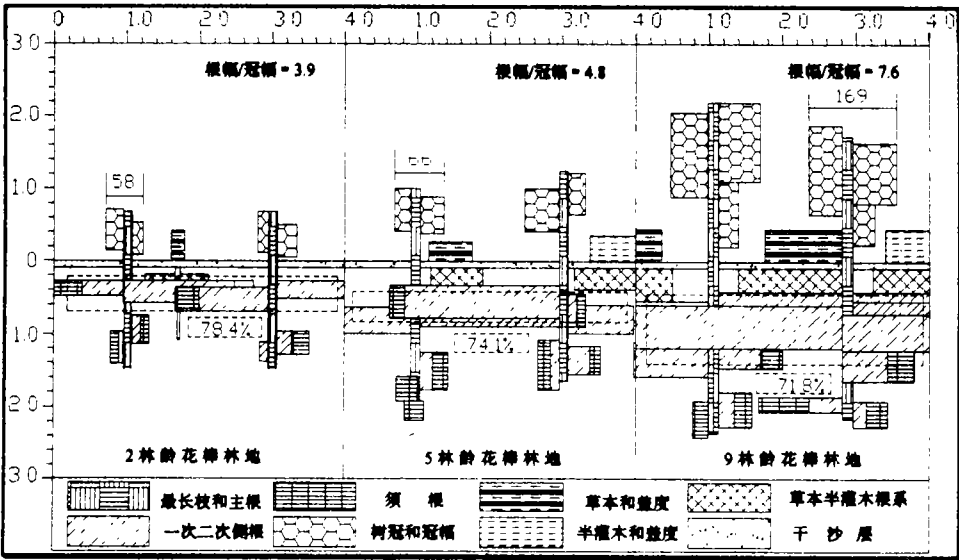 0 1.0 2.0 3.0 4.0 1.0 2.0 3.0 0 1.0 2.0 3.0 4.0
3.0
根幅/冠幅=3.9 根幅/冠幅=4.8 根幅/冠幅=7.6
169
2.0
66
58
1.0
0
78.4% 74.1% 71.8%
1.0
2.0
2林龄花棒林地 5林龄花棒林地 9林龄花棒林地
3.0
最长枝和主根 须根 草本和盖度 草本半灌木根系
一次二次侧根 树冠和冠幅 半灌木和盖度 干沙层